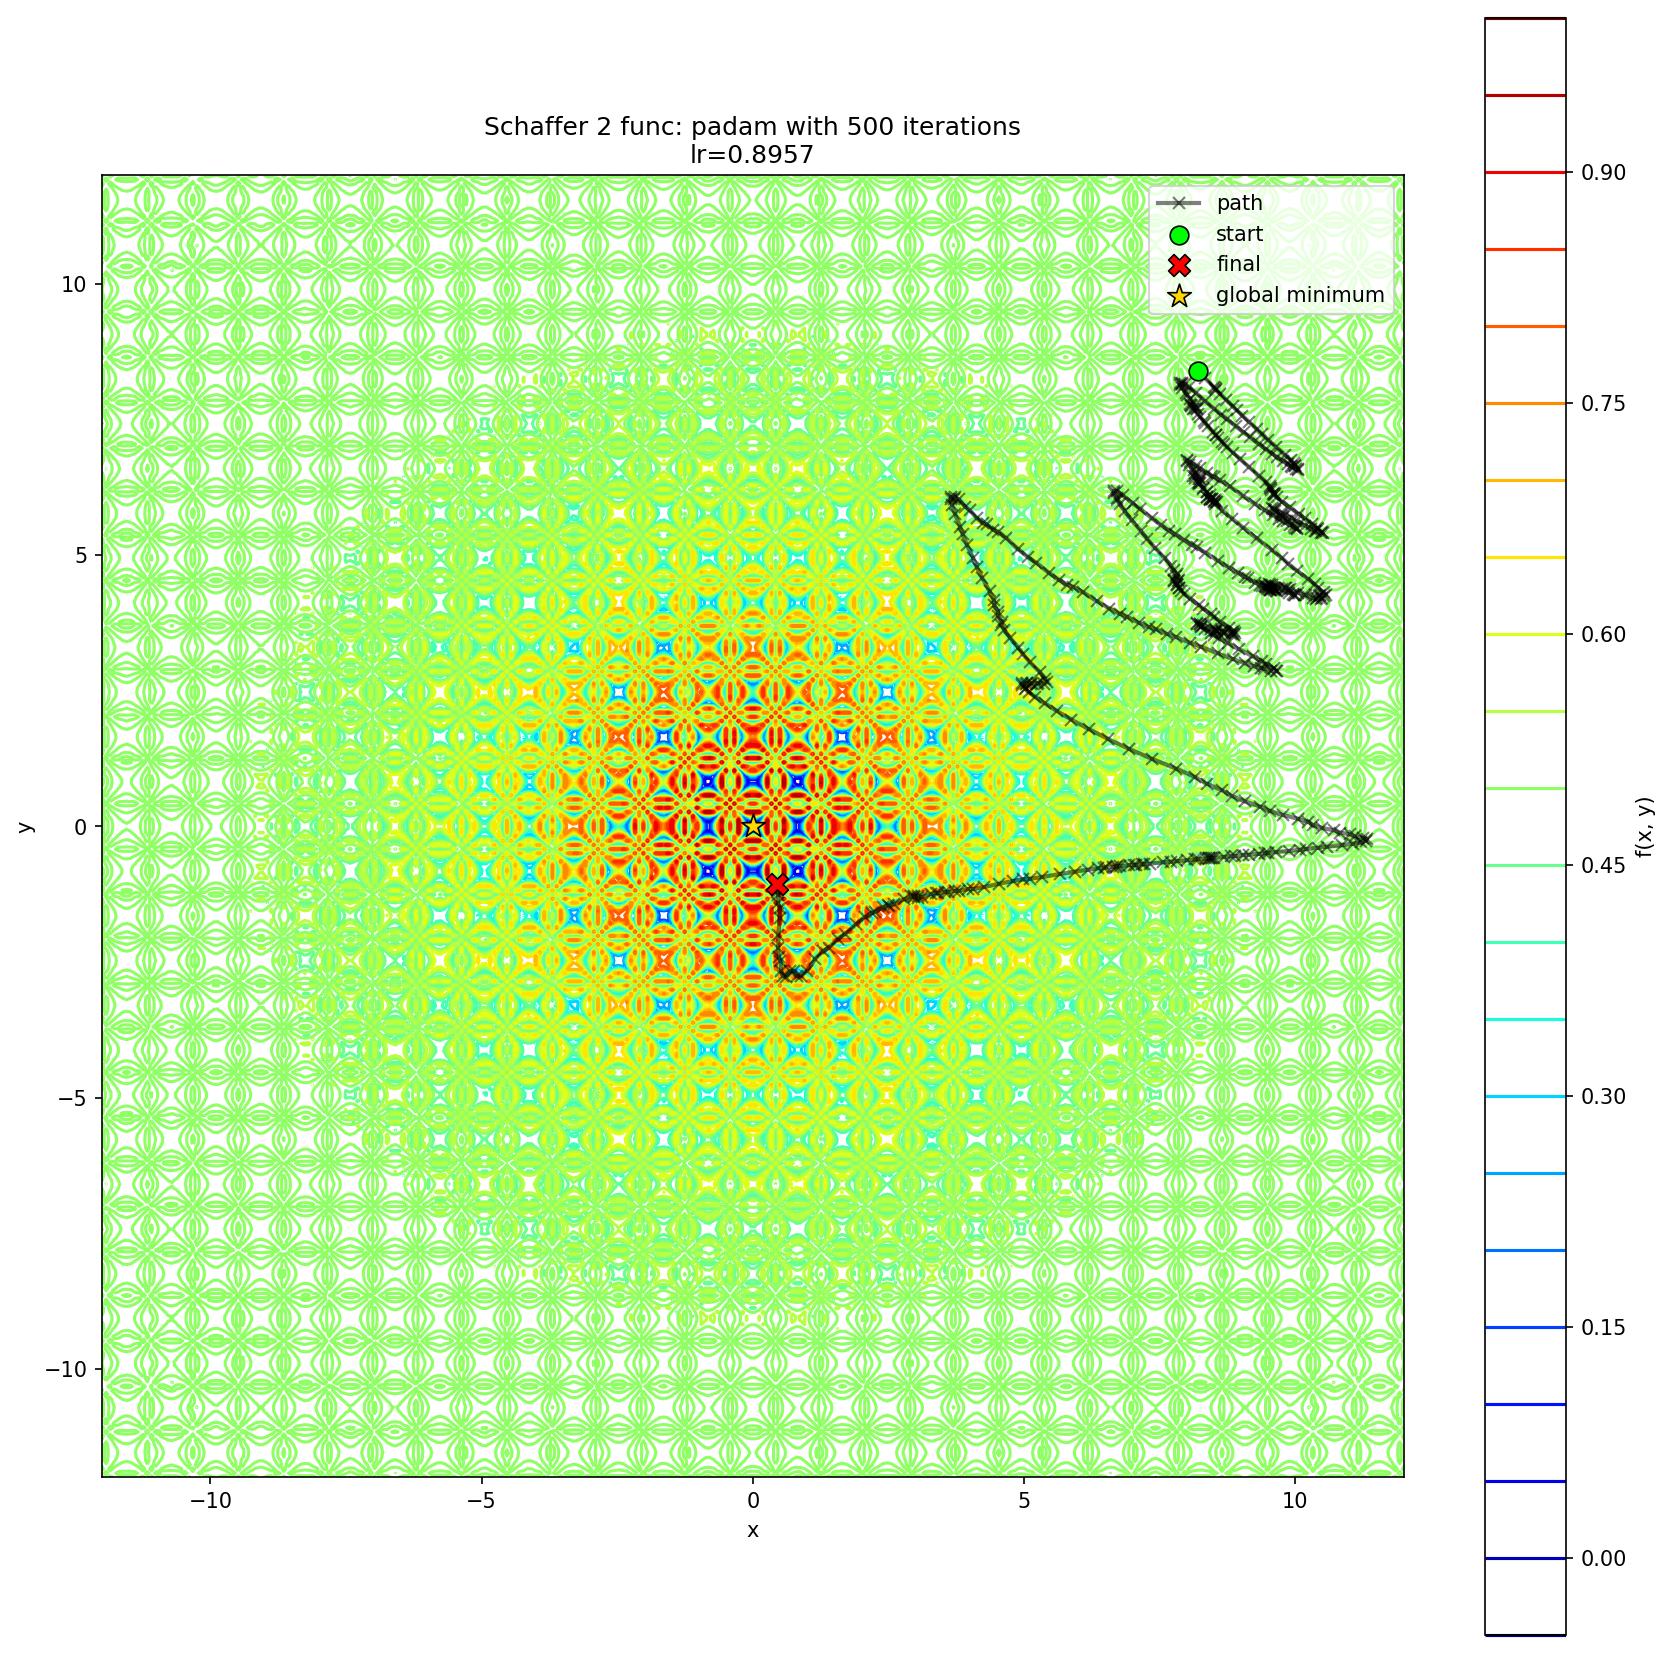 Schaffer 2 func: padam with 500 iterations
lr=0.8957
path
start
final
global minimum
10
5
0
−5
−10
y
−10
−5
0
5
10
x
0.90
0.75
0.60
0.45
0.30
0.15
0.00
f(x, y)